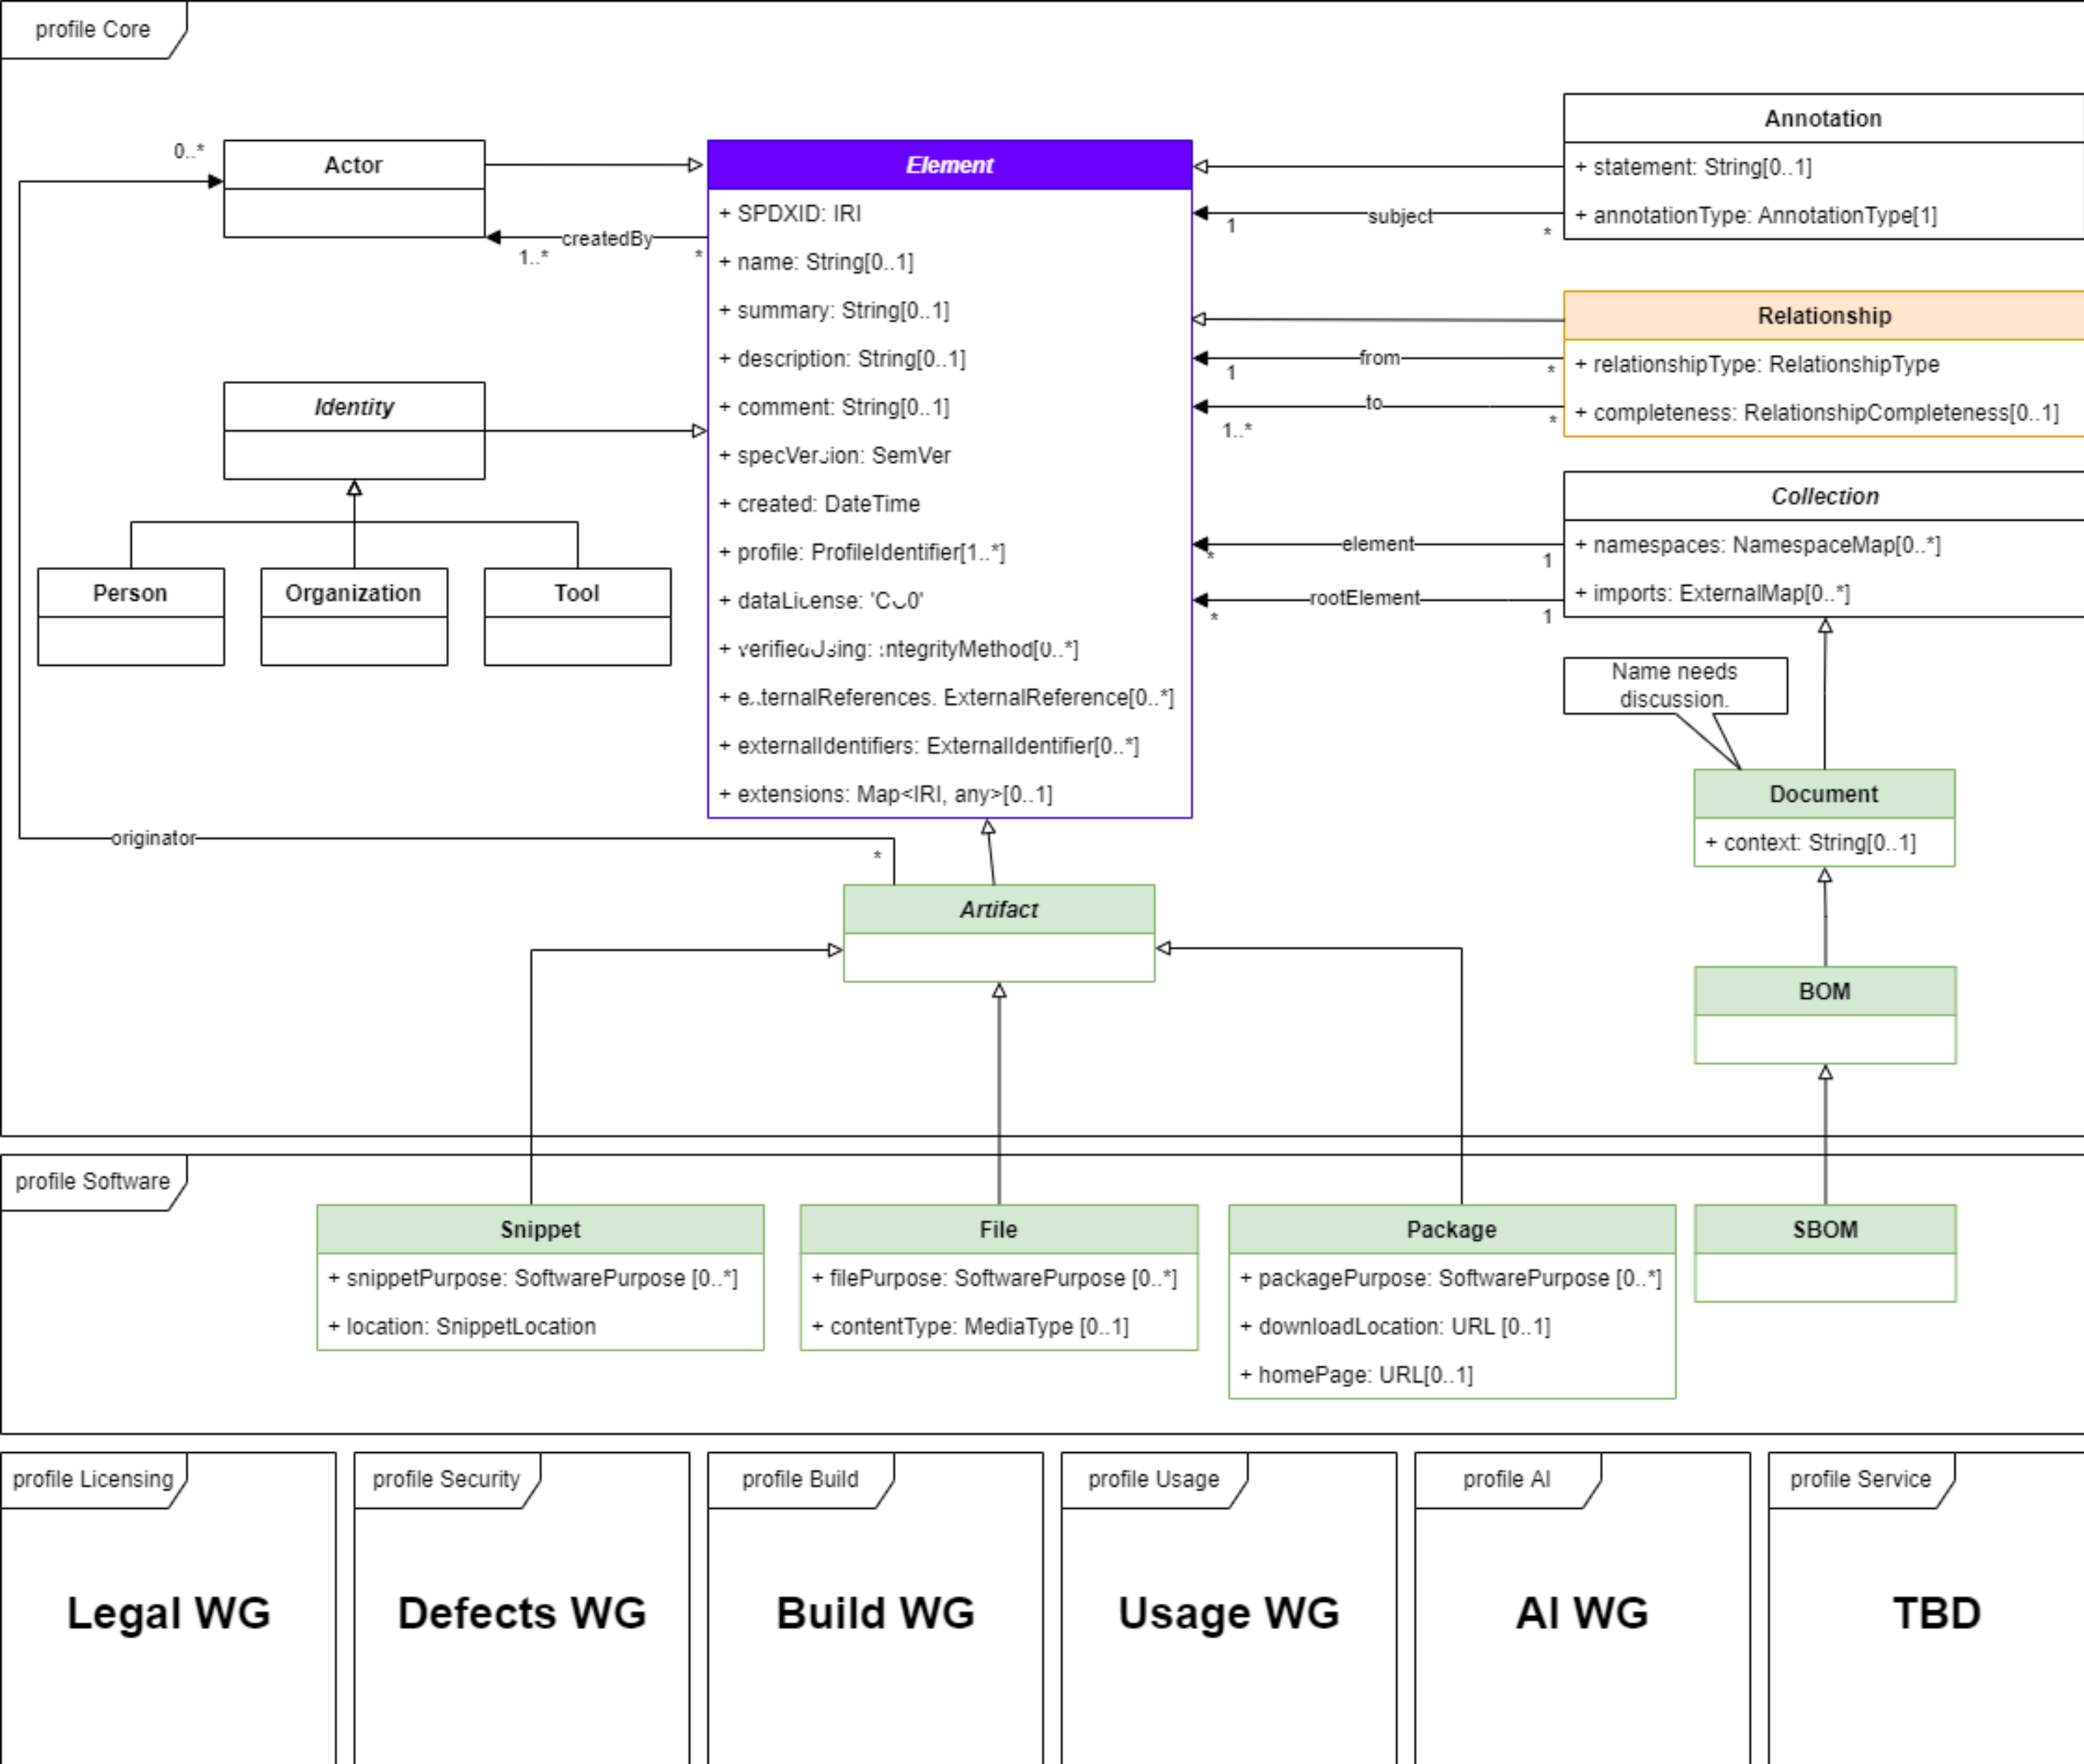 profile Core
Annotation
+ statement: String[0..1]
+ annotationType: AnnotationType[1]
0..*
Actor
createdBy
1..*
*
Element
+ SPDXID: IRI
+ name: String[0..1]
+ summary: String[0..1]
+ description: String[0..1]
+ comment: String[0..1]
+ specVersion: SemVer
+ created: DateTime
+ profile: ProfileIdentifier[1..*]
+ dataLicense: 'CC0'
+ verifiedUsing: IntegrityMethod[0..*]
+ externalReferences: ExternalReference[0..*]
+ externalIdentifiers: ExternalIdentifier[0..*]
+ extensions: Map<IRI, any>[0..1]
subject
1
*
Relationship
+ relationshipType: RelationshipType
+ completeness: RelationshipCompleteness[0..1]
from
1
*
to
1..*
*
Identity
Person
Organization
Tool
Collection
+ namespaces: NamespaceMap[0..*]
+ imports: ExternalMap[0..*]
element
*
1
rootElement
*
1
Name needs
discussion.
Document
+ context: String[0..1]
originator
*
Artifact
BOM
profile Software
Snippet
+ snippetPurpose: SoftwarePurpose [0..*]
+ location: SnippetLocation
File
+ filePurpose: SoftwarePurpose [0..*]
+ contentType: MediaType [0..1]
Package
+ packagePurpose: SoftwarePurpose [0..*]
+ downloadLocation: URL [0..1]
+ homePage: URL[0..1]
SBOM
profile Licensing
Legal WG
profile Security
Defects WG
profile Build
Build WG
profile Usage
Usage WG
profile AI
AI WG
profile Service
TBD